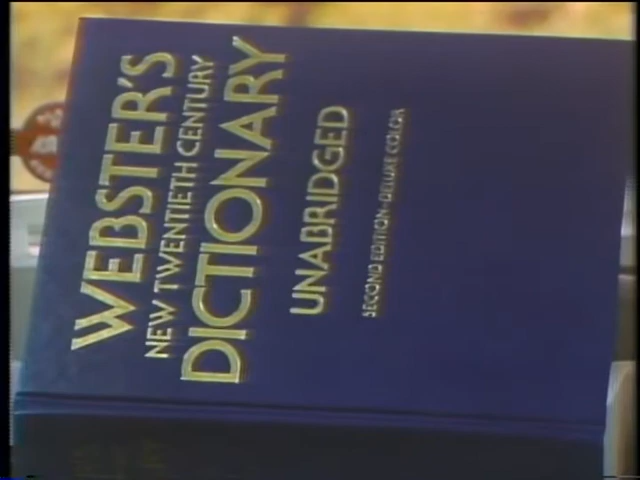 WEBSTER'S
NEW TWENTIETH CENTURY
DICTIONARY
UNABRIDGED
SECOND EDITION-DELUXE COLOR